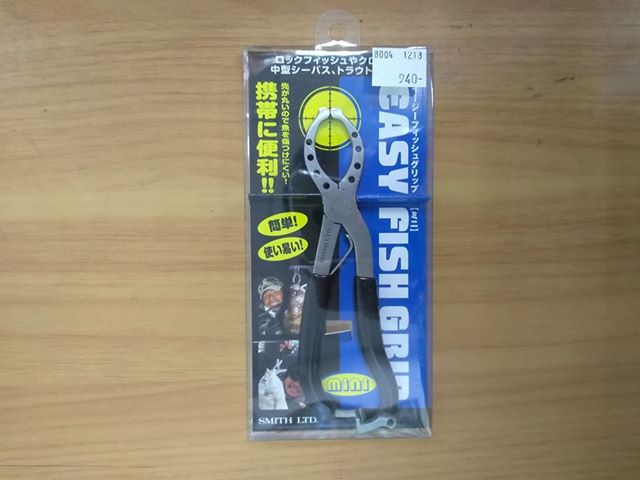 8004 1218
940-
ロックフィッシュやクロ
中型シーバス、トラウト
先が丸いので魚を傷つけにくい!
携帯に便利!!
簡単!
使い易い!
イージーフィッシュグリップ [ミニ]
EASY FISH GRIP
SMITH LTD.
mini
SMITH LTD.